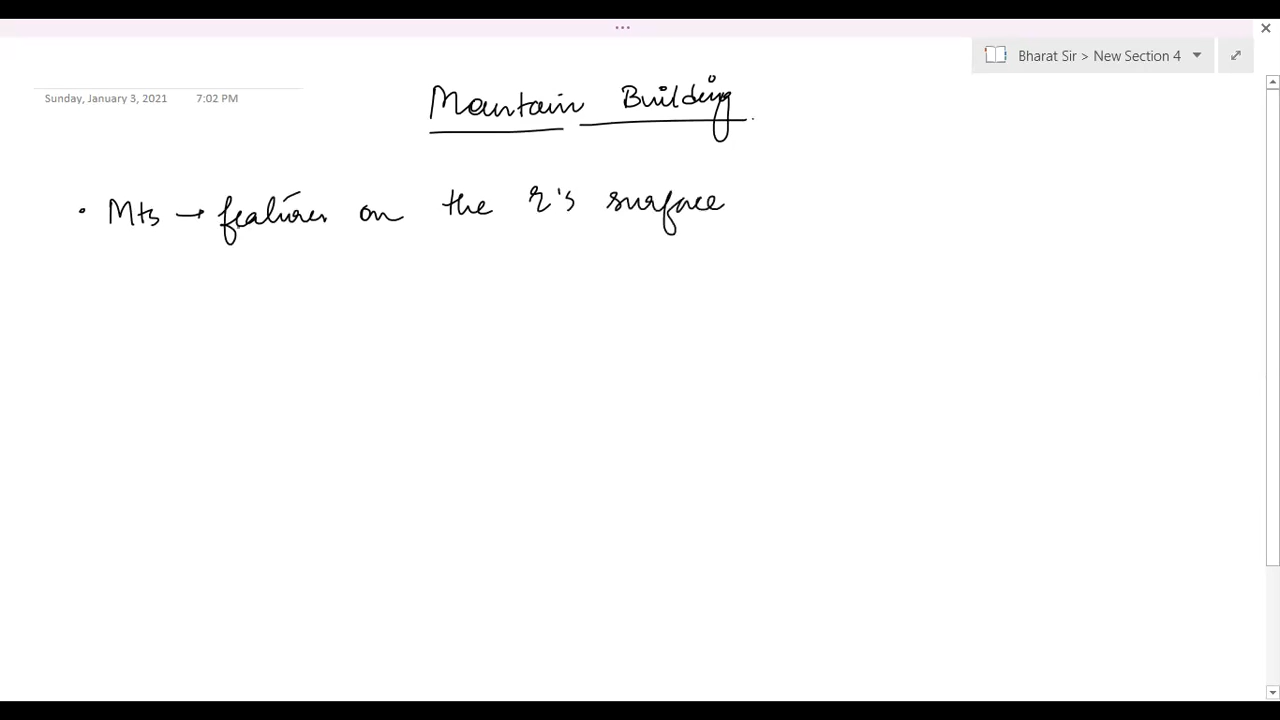 Bharat Sir > New Section 4
Sunday, January 3, 2021 7:02 PM
Mountain Building
• Mts → features on the 's surface